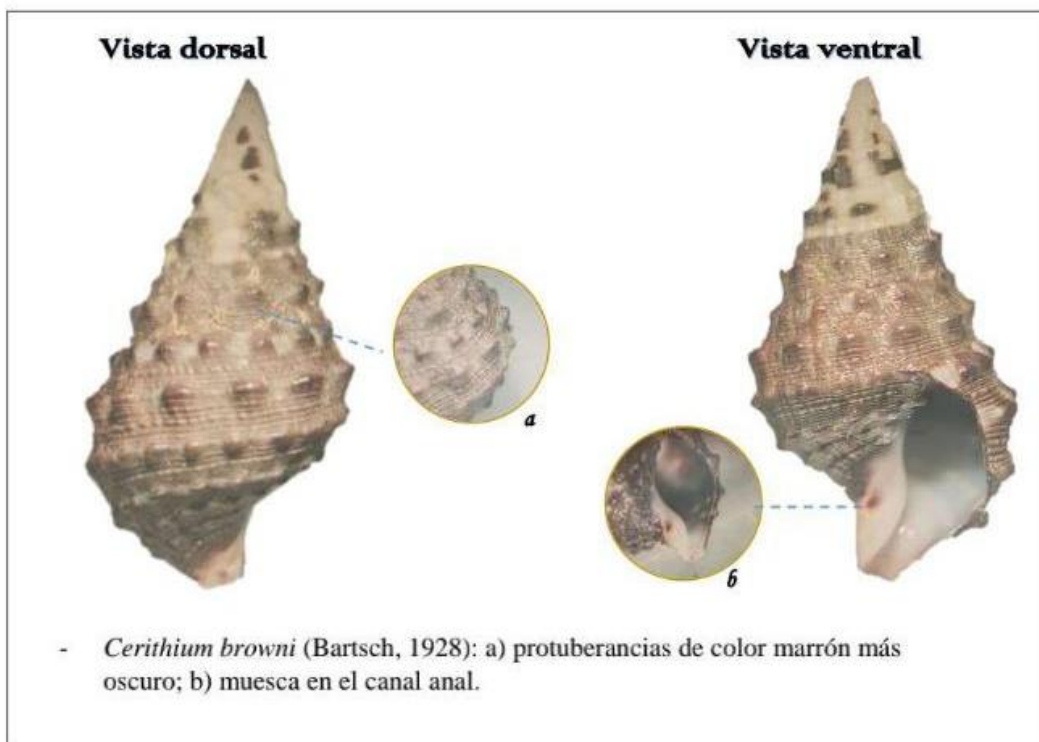 Vista dorsal
Vista ventral
a
b
- Cerithium browni (Bartsch, 1928): a) protuberancias de color marrón más
oscuro; b) muesca en el canal anal.